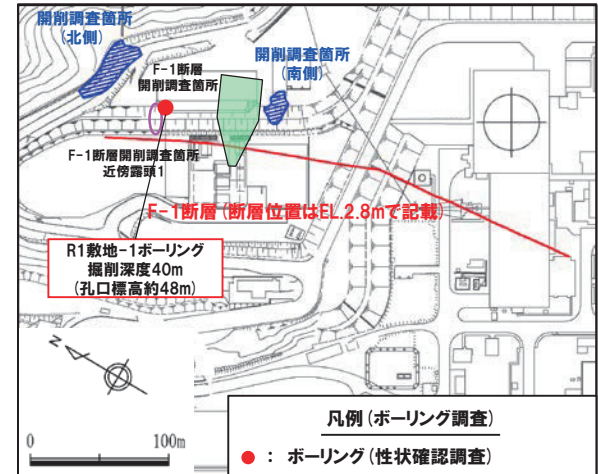 開削調査箇所
(北側)
F-1断層
開削調査箇所
開削調査箇所
(南側)
F-1断層開削調査箇所
近傍露頭1
F-1断層(断層位置はEL.2.8mで記載)
R1敷地-1ボーリング
掘削深度40m
(孔口標高約48m)
N
0 100m
凡例(ボーリング調査)
● : ボーリング(性状確認調査)